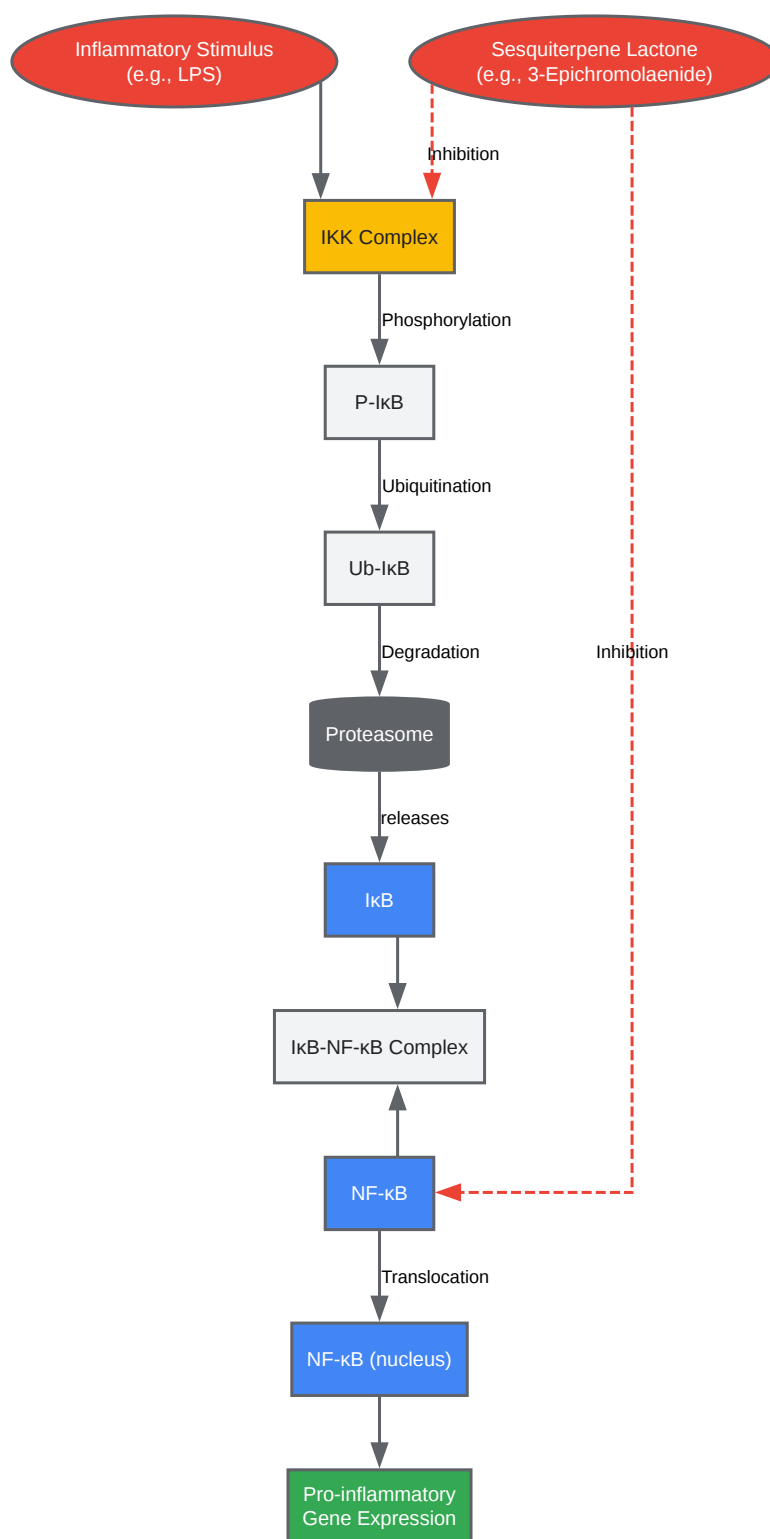 Inflammatory Stimulus
(e.g., LPS)
Sesquiterpene Lactone
(e.g., 3-Epichromolaenide)
Inhibition
IKK Complex
Phosphorylation
P-IκB
Ubiquitination
Ub-IκB
Degradation
Inhibition
Proteasome
releases
IκB
IκB-NF-κB Complex
NF-κB
Translocation
NF-κB (nucleus)
Pro-inflammatory
Gene Expression